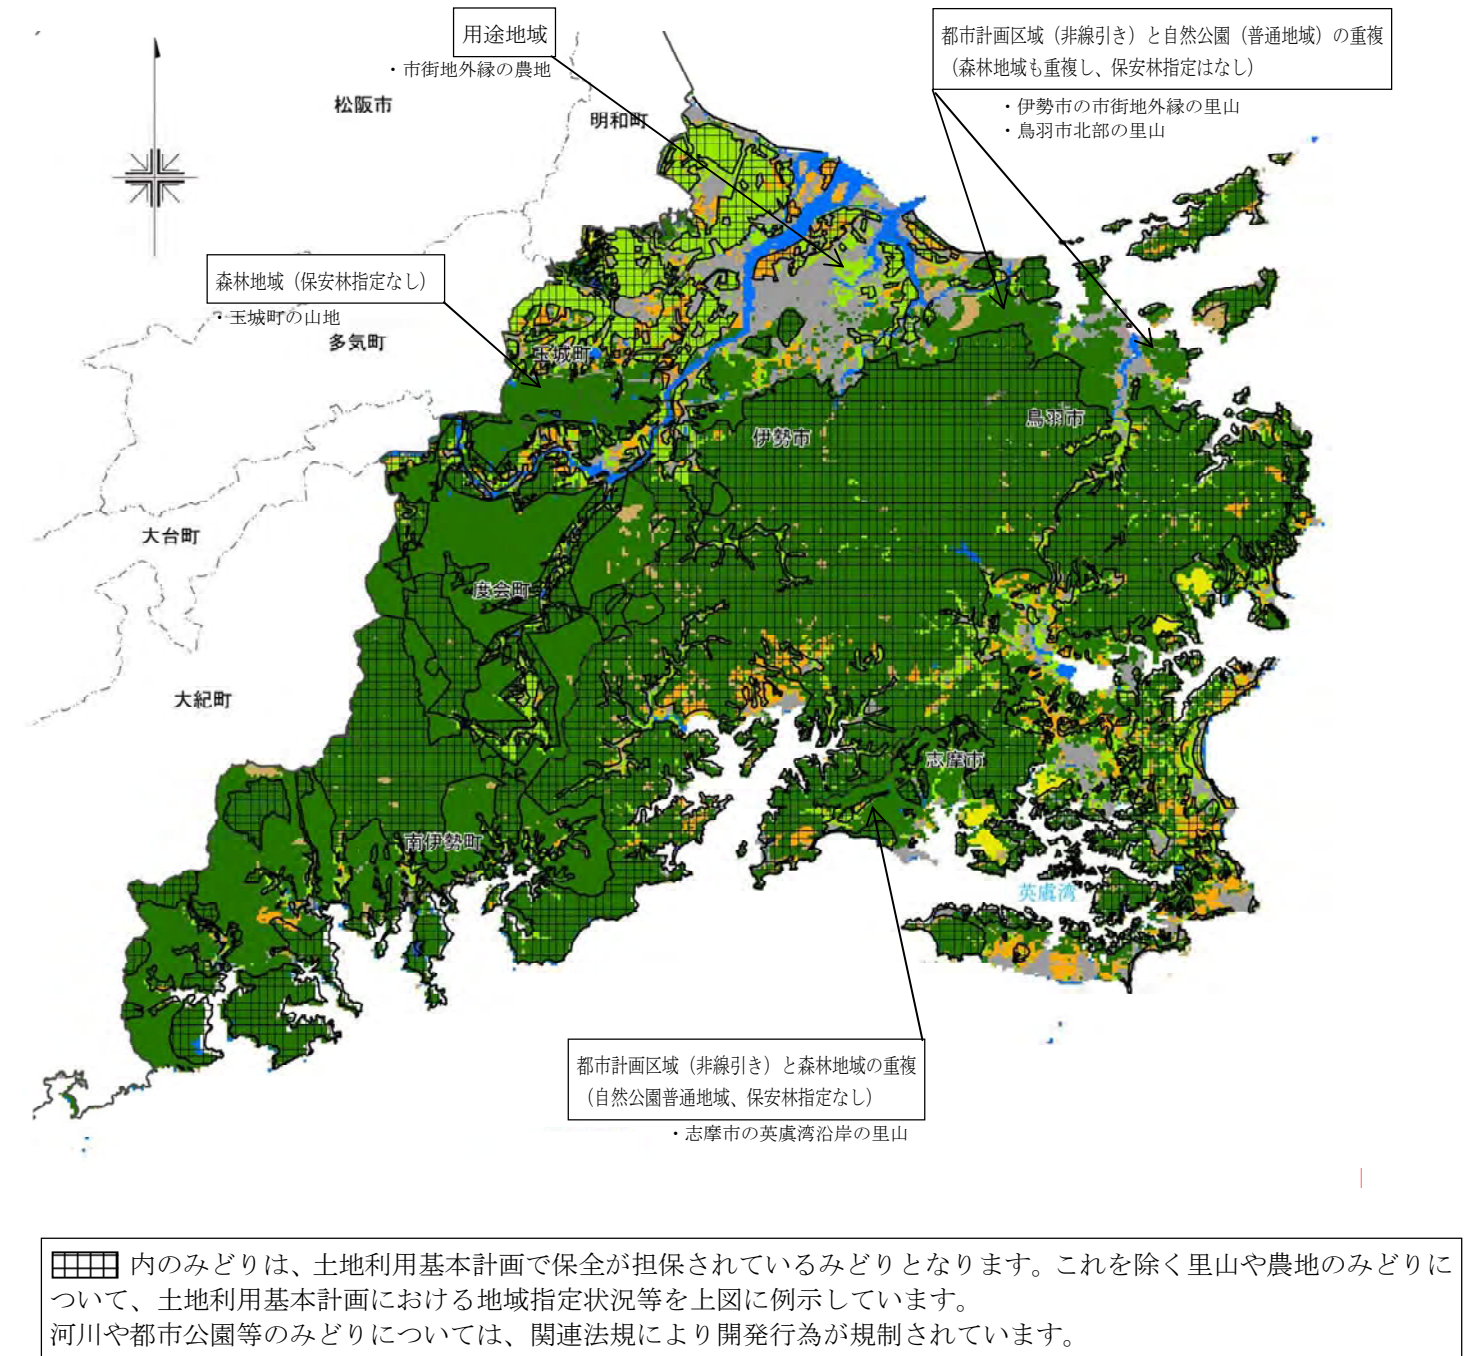 用途地域
・市街地外縁の農地
都市計画区域（非線引き）と自然公園（普通地域）の重複
（森林地域も重複し、保安林指定はなし）
・伊勢市の市街地外縁の里山
・鳥羽市北部の里山
松阪市
明和町
森林地域（保安林指定なし）
・玉城町の山地
多気町
玉城町
鳥羽市
伊勢市
大台町
度会町
大紀町
志摩市
南伊勢町
英虞湾
都市計画区域（非線引き）と森林地域の重複
（自然公園普通地域、保安林指定なし）
・志摩市の英虞湾沿岸の里山
内のみどりは、土地利用基本計画で保全が担保されているみどりとなります。これを除く里山や農地のみどりに
ついて、土地利用基本計画における地域指定状況等を上図に例示しています。
河川や都市公園等のみどりについては、関連法規により開発行為が規制されています。